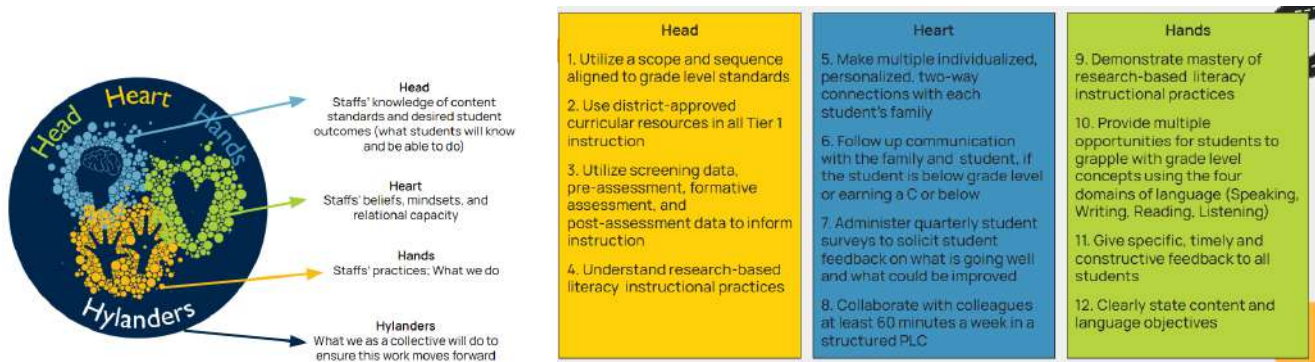 Head
Heart
Hands
Hylanders
Head
Staffs' knowledge of content
standards and desired student
outcomes (what students will know
and be able to do)
Heart
Staffs' beliefs, mindsets, and
relational capacity
Hands
Staffs' practices; What we do
Hylanders
What we as a collective will do to
ensure this work moves forward
Head
1. Utilize a scope and sequence
aligned to grade level standards
2. Use district-approved
curricular resources in all Tier 1
instruction
3. Utilize screening data,
pre-assessment, formative
assessment, and
post-assessment data to inform
instruction
4. Understand research-based
literacy instructional practices
Heart
5. Make multiple individualized,
personalized, two-way
connections with each
student's family
6. Follow up communication
with the family and student, if
the student is below grade level
or earning a C or below
7. Administer quarterly student
surveys to solicit student
feedback on what is going well
and what could be improved
8. Collaborate with colleagues
at least 60 minutes a week in a
structured PLC
Hands
9. Demonstrate mastery of
research-based literacy
instructional practices
10. Provide multiple
opportunities for students to
grapple with grade level
concepts using the four
domains of language (Speaking,
Writing, Reading, Listening)
11. Give specific, timely and
constructive feedback to all
students
12. Clearly state content and
language objectives